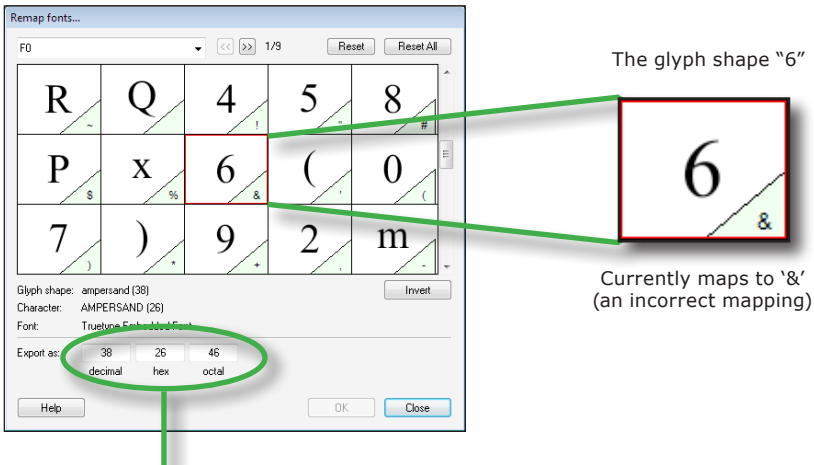 Remap fonts...
F0 << >> 1/9 Reset Reset All
R ~ Q 4 ! 5 " 8 #
P $ x % 6 & ( ' 0 (
7 ) ) * 9 + 2 , m -
The glyph shape “6”
6
&
Currently maps to ‘&’
(an incorrect mapping)
Glyph shape: ampersand (38) Invert
Character: AMPERSAND (26)
Font: Truetype Embedded Font
Export as: 38 26 46
decimal hex octal
Help OK Close